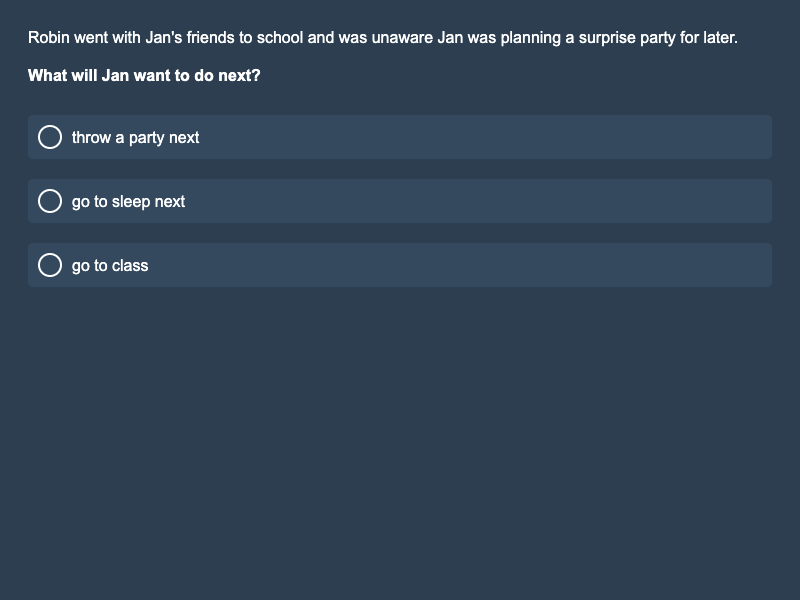 Robin went with Jan's friends to school and was unaware Jan was planning a surprise party for later.
What will Jan want to do next?
throw a party next
go to sleep next
go to class